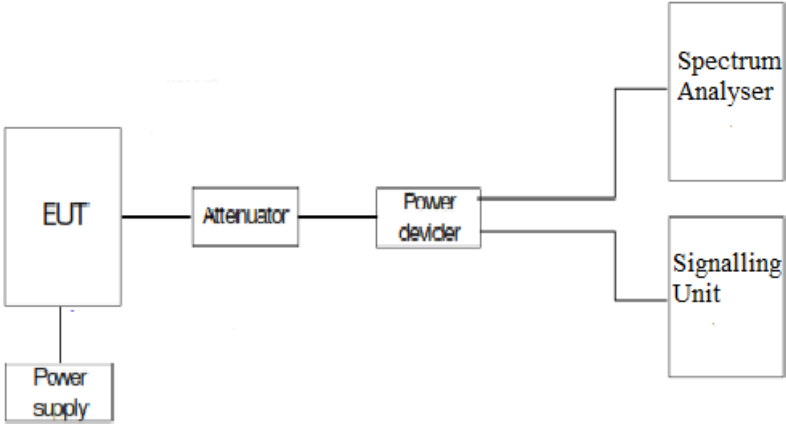 Spectrum
Analyser
EUT
Attenuator
Power
devider
Signalling
Unit
Power
supply